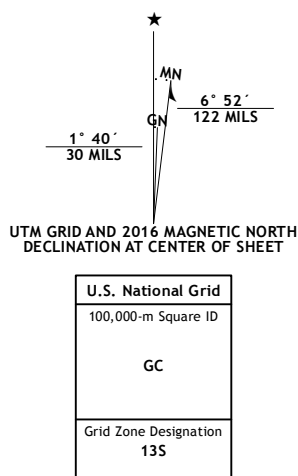 ★
MN
GN
6° 52´
122 MILS
1° 40´
30 MILS
UTM GRID AND 2016 MAGNETIC NORTH
DECLINATION AT CENTER OF SHEET
U.S. National Grid
100,000-m Square ID
GC
Grid Zone Designation
13S